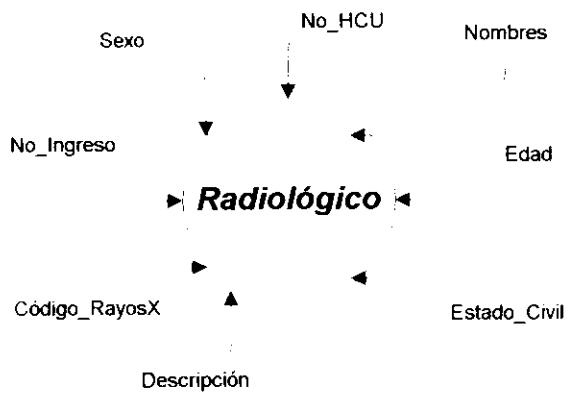 No_HCU
Sexo
Nombres
No_Ingreso
Edad
Radiológico
Código_RayosX
Estado_Civil
Descripción